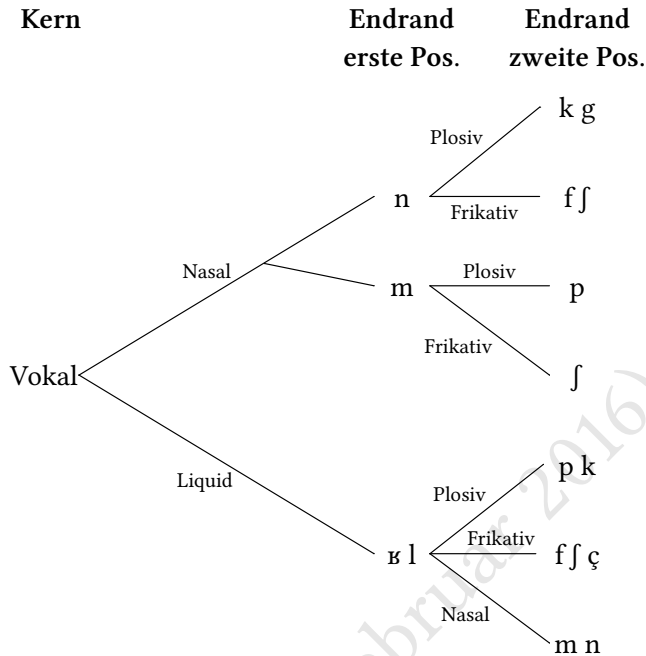 Kern Endrand Endrand
erste Pos. zweite Pos.
k g
Plosiv
n f ʃ
Frikativ
Nasal
m Plosiv p
Frikativ
Vokal ʃ
Liquid
p k
Plosiv
ʁ l Frikativ f ʃ ç
Nasal
m n